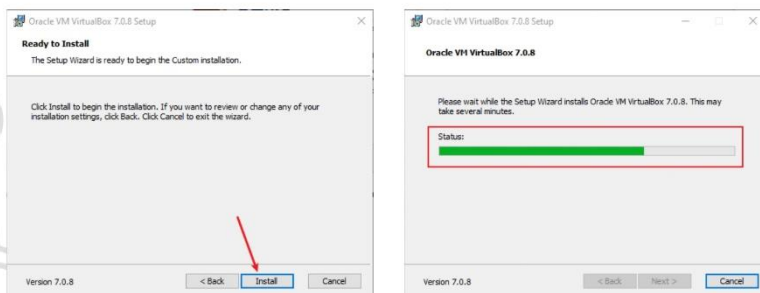 Oracle VM VirtualBox 7.0.8 Setup
Ready to Install
The Setup Wizard is ready to begin the Custom installation.
Click Install to begin the installation. If you want to review or change any of your
installation settings, click Back. Click Cancel to exit the wizard.
Version 7.0.8
< Back
Install
Cancel
Oracle VM VirtualBox 7.0.8 Setup
Oracle VM VirtualBox 7.0.8
Please wait while the Setup Wizard installs Oracle VM VirtualBox 7.0.8. This may
take several minutes.
Status:
Version 7.0.8
< Back
Next >
Cancel